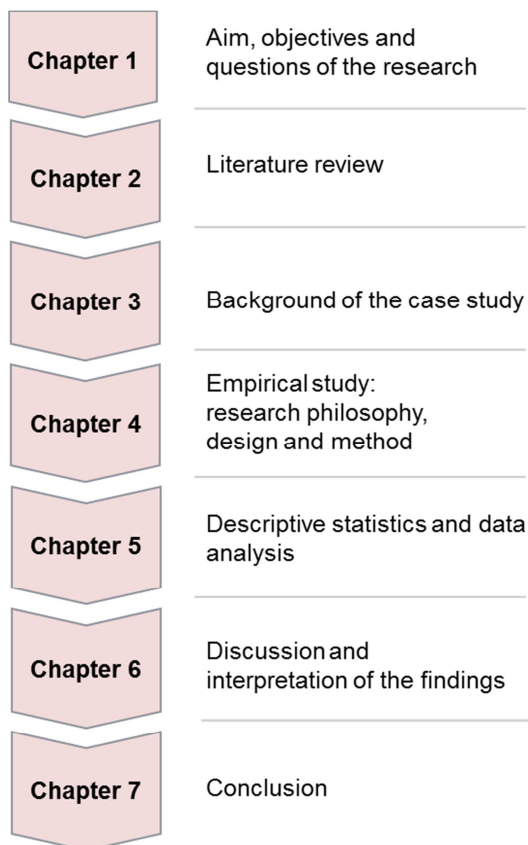 Chapter 1
Aim, objectives and
questions of the research
Chapter 2
Literature review
Chapter 3
Background of the case study
Chapter 4
Empirical study:
research philosophy,
design and method
Chapter 5
Descriptive statistics and data
analysis
Chapter 6
Discussion and
interpretation of the findings
Chapter 7
Conclusion